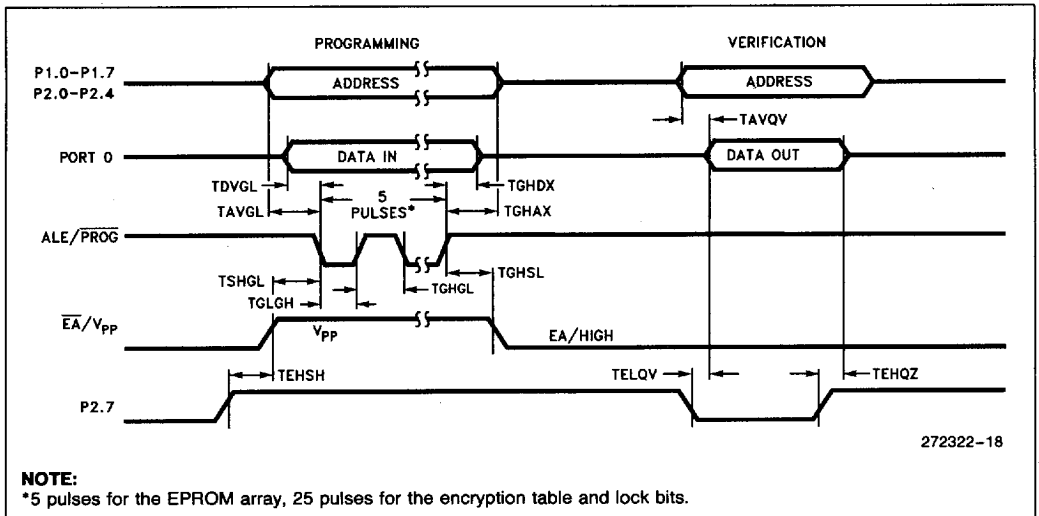 PROGRAMMING VERIFICATION
P1.0–P1.7
P2.0–P2.4
ADDRESS ADDRESS
TAVQV
PORT 0 DATA IN DATA OUT
TDVGL TGHDX
5
PULSES*
TAVGL TGHAX
ALE/PROG
TSHGL TGHSL
TGLGH TGHGL
EA/VPP VPP EA/HIGH
TEHSH TELQV TEHQZ
P2.7
272322–18
NOTE:
*5 pulses for the EPROM array, 25 pulses for the encryption table and lock bits.